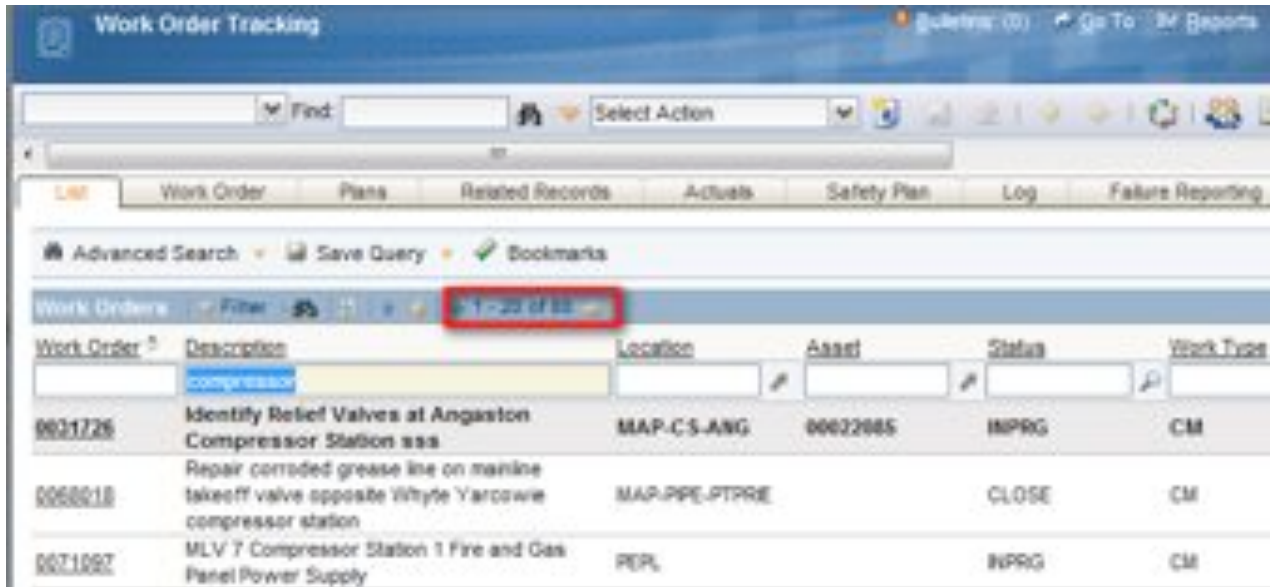 Work Order Tracking
Bulletins: (0) Go To Reports
Find: Select Action
List Work Order Plans Related Records Actuals Safety Plan Log Failure Reporting
Advanced Search Save Query Bookmarks
Work Orders Filter 1 - 20 of
Work Order Description Location Asset Status Work Type
compressor
0031726 Identify Relief Valves at Angaston Compressor Station sss MAP-CS-ANG 00022085 INPRG CM
Repair corroded grease line on mainline
0068018 takeoff valve opposite Whyte Yarcowie MAP-PIPE-PTPRIE CLOSE CM
compressor station
0071097 MLV 7 Compressor Station 1 Fire and Gas Panel Power Supply PEPL INPRG CM